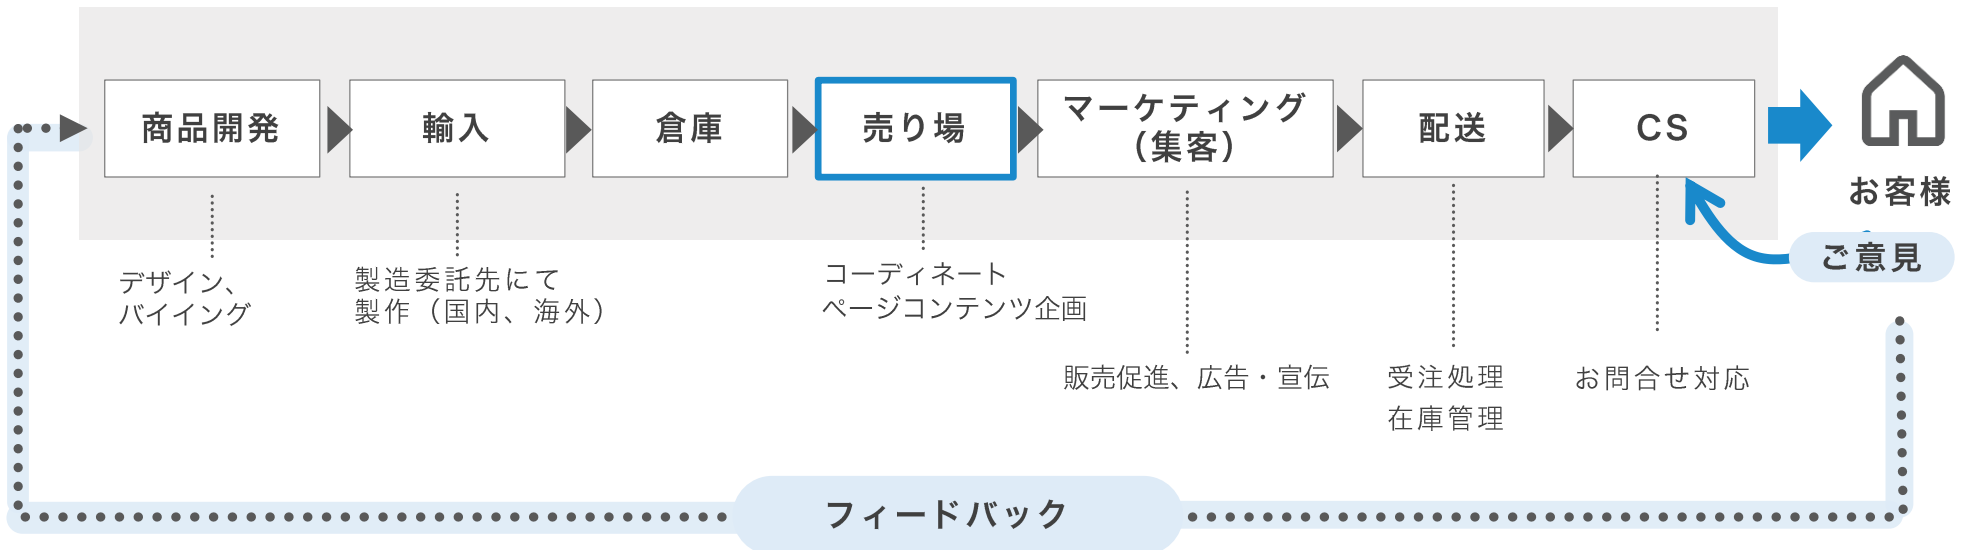 商品開発
輸入
倉庫
売り場
マーケティング
（集客）
配送
CS
お客様
ご意見
デザイン、
バイイング
製造委託先にて
製作（国内、海外）
コーディネート
ページコンテンツ企画
販売促進、広告・宣伝
受注処理
在庫管理
お問合せ対応
フィードバック